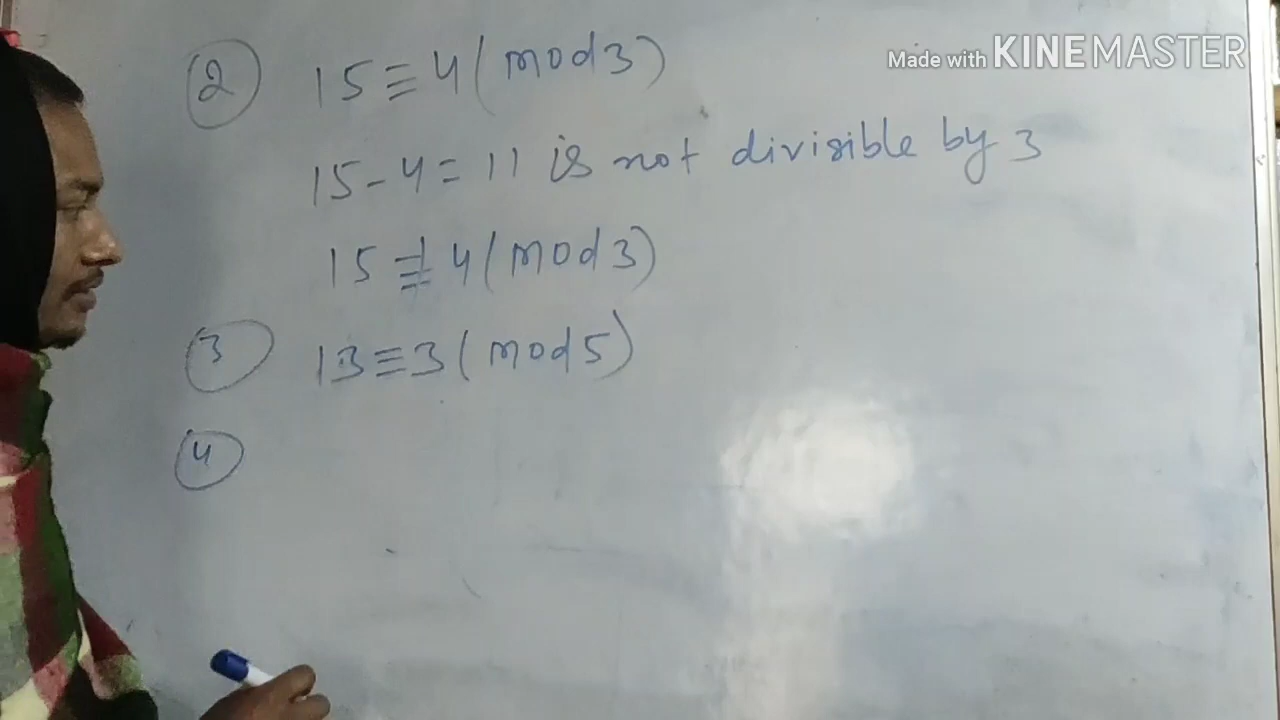 Made with KINEMASTER
② 15 ≡ 4 (mod 3)
15 - 4 = 11 is not divisible by 3
15 ≢ 4 (mod 3)
③ 13 ≡ 3 (mod 5)
④